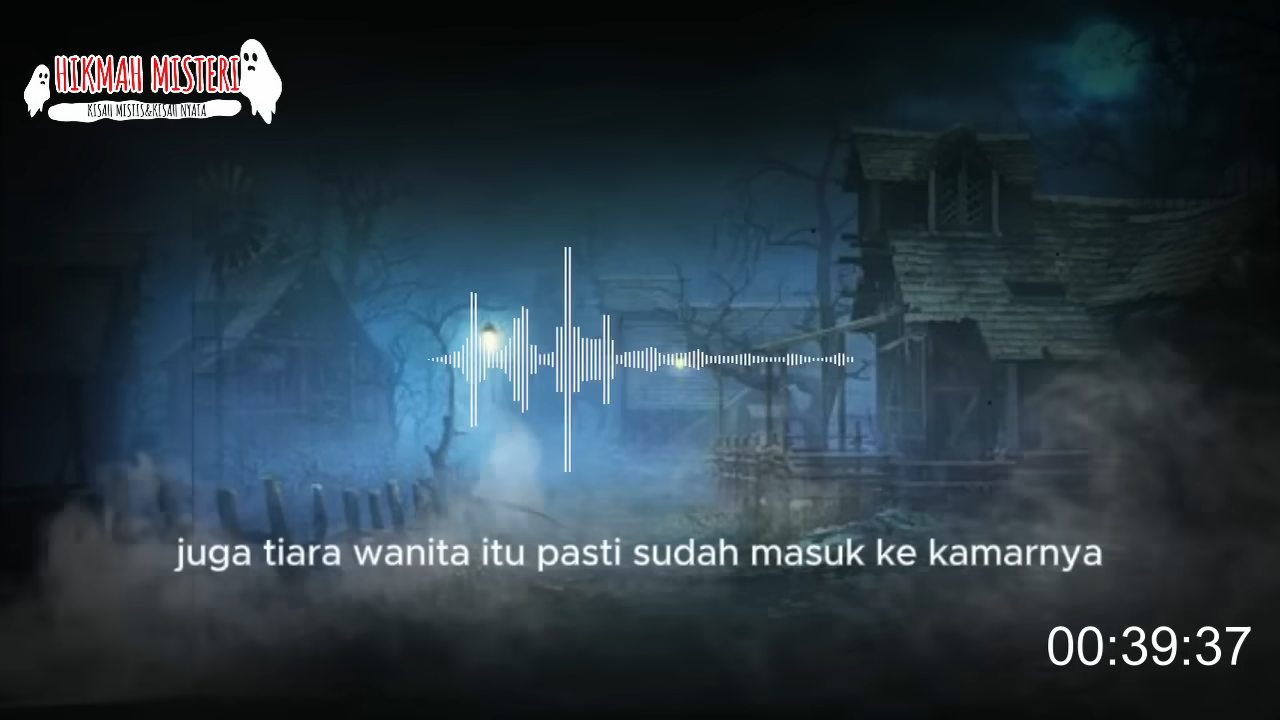 HIKMAH MISTERI
KISAH MISTIS&KISAH NYATA
juga tiara wanita itu pasti sudah masuk ke kamarnya
00:39:37